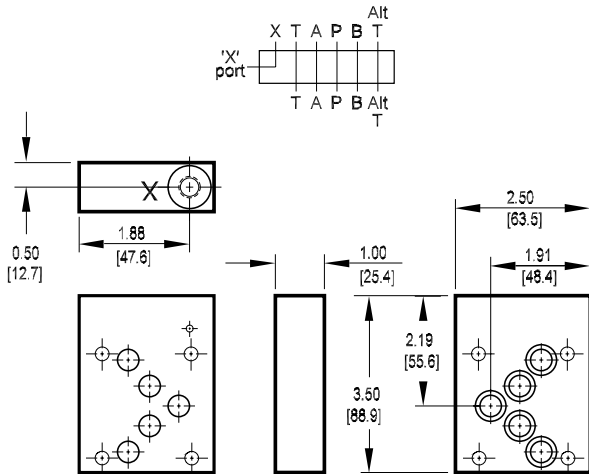 Alt
X T A P B T
'X'
port
T A P B Alt
T
X
0.50
[12.7]
1.88
[47.6]
2.50
[63.5]
1.00
[25.4]
1.91
[48.4]
2.19
[55.6]
3.50
[88.9]